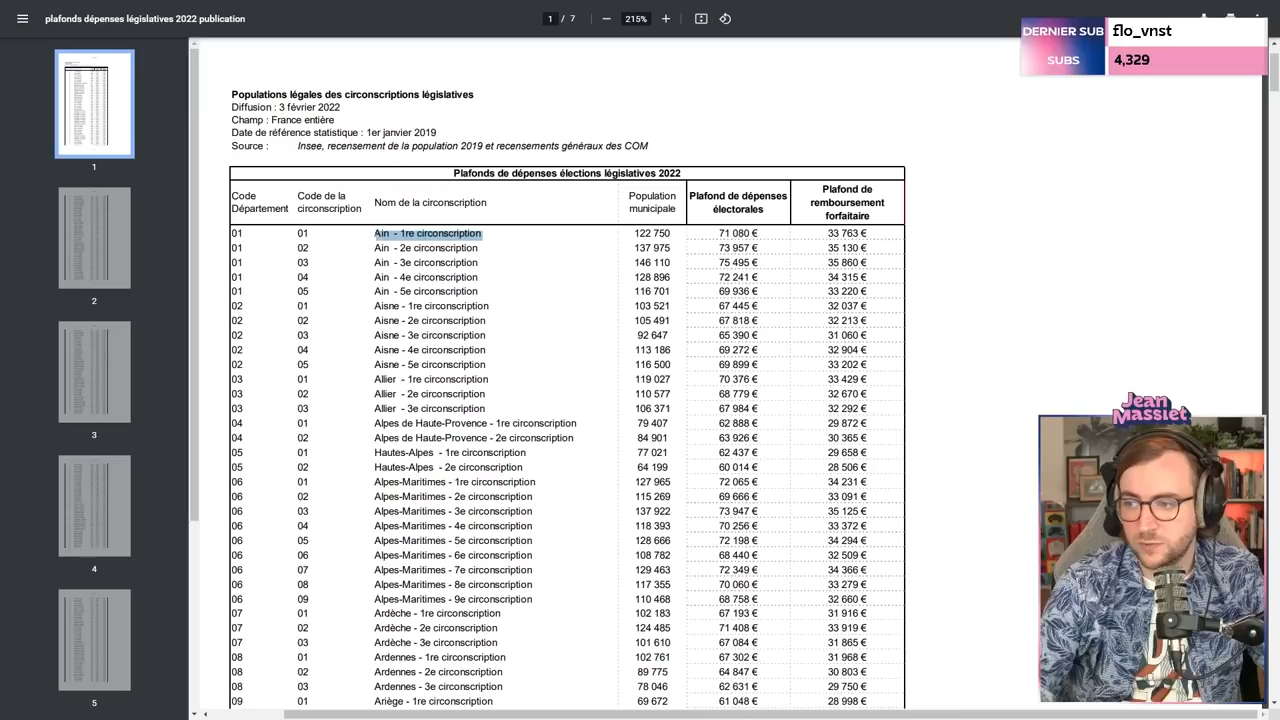 plafonds dépenses législatives 2022 publication
1 / 7
215%
DERNIER SUB flo_vnst
SUBS 4,329
Populations légales des circonscriptions législatives
Diffusion : 3 février 2022
Champ : France entière
Date de référence statistique : 1er janvier 2019
Source : Insee, recensement de la population 2019 et recensements généraux des COM
Plafonds de dépenses élections législatives 2022
Code Département Code de la circonscription Nom de la circonscription Population municipale Plafond de dépenses électorales Plafond de remboursement forfaitaire
01 01 Ain - 1re circonscription 122 750 71 080 € 33 763 €
01 02 Ain - 2e circonscription 137 975 73 957 € 35 130 €
01 03 Ain - 3e circonscription 146 110 75 495 € 35 860 €
01 04 Ain - 4e circonscription 128 896 72 241 € 34 315 €
01 05 Ain - 5e circonscription 116 701 69 936 € 33 220 €
02 01 Aisne - 1re circonscription 103 521 67 445 € 32 037 €
02 02 Aisne - 2e circonscription 105 491 67 818 € 32 213 €
02 03 Aisne - 3e circonscription 92 647 65 390 € 31 060 €
02 04 Aisne - 4e circonscription 113 186 69 272 € 32 904 €
02 05 Aisne - 5e circonscription 116 500 69 899 € 33 202 €
03 01 Allier - 1re circonscription 119 027 70 376 € 33 429 €
03 02 Allier - 2e circonscription 110 577 68 779 € 32 670 €
03 03 Allier - 3e circonscription 106 371 67 984 € 32 292 €
04 01 Alpes de Haute-Provence - 1re circonscription 79 407 62 888 € 29 872 €
04 02 Alpes de Haute-Provence - 2e circonscription 84 901 63 926 € 30 365 €
05 01 Hautes-Alpes - 1re circonscription 77 021 62 437 € 29 658 €
05 02 Hautes-Alpes - 2e circonscription 64 199 60 014 € 28 506 €
06 01 Alpes-Maritimes - 1re circonscription 127 965 72 065 € 34 231 €
06 02 Alpes-Maritimes - 2e circonscription 115 269 69 666 € 33 091 €
06 03 Alpes-Maritimes - 3e circonscription 137 922 73 947 € 35 125 €
06 04 Alpes-Maritimes - 4e circonscription 118 393 70 256 € 33 372 €
06 05 Alpes-Maritimes - 5e circonscription 128 666 72 198 € 34 294 €
06 06 Alpes-Maritimes - 6e circonscription 108 782 68 440 € 32 509 €
06 07 Alpes-Maritimes - 7e circonscription 129 463 72 349 € 34 366 €
06 08 Alpes-Maritimes - 8e circonscription 117 355 70 060 € 33 279 €
06 09 Alpes-Maritimes - 9e circonscription 110 468 68 758 € 32 660 €
07 01 Ardèche - 1re circonscription 102 183 67 193 € 31 916 €
07 02 Ardèche - 2e circonscription 124 485 71 408 € 33 919 €
07 03 Ardèche - 3e circonscription 101 610 67 084 € 31 865 €
08 01 Ardennes - 1re circonscription 102 761 67 302 € 31 968 €
08 02 Ardennes - 2e circonscription 89 775 64 847 € 30 803 €
08 03 Ardennes - 3e circonscription 78 046 62 631 € 29 750 €
09 01 Ariège - 1re circonscription 69 672 61 048 € 28 998 €
1
2
3
4
5
Jean
Massiet